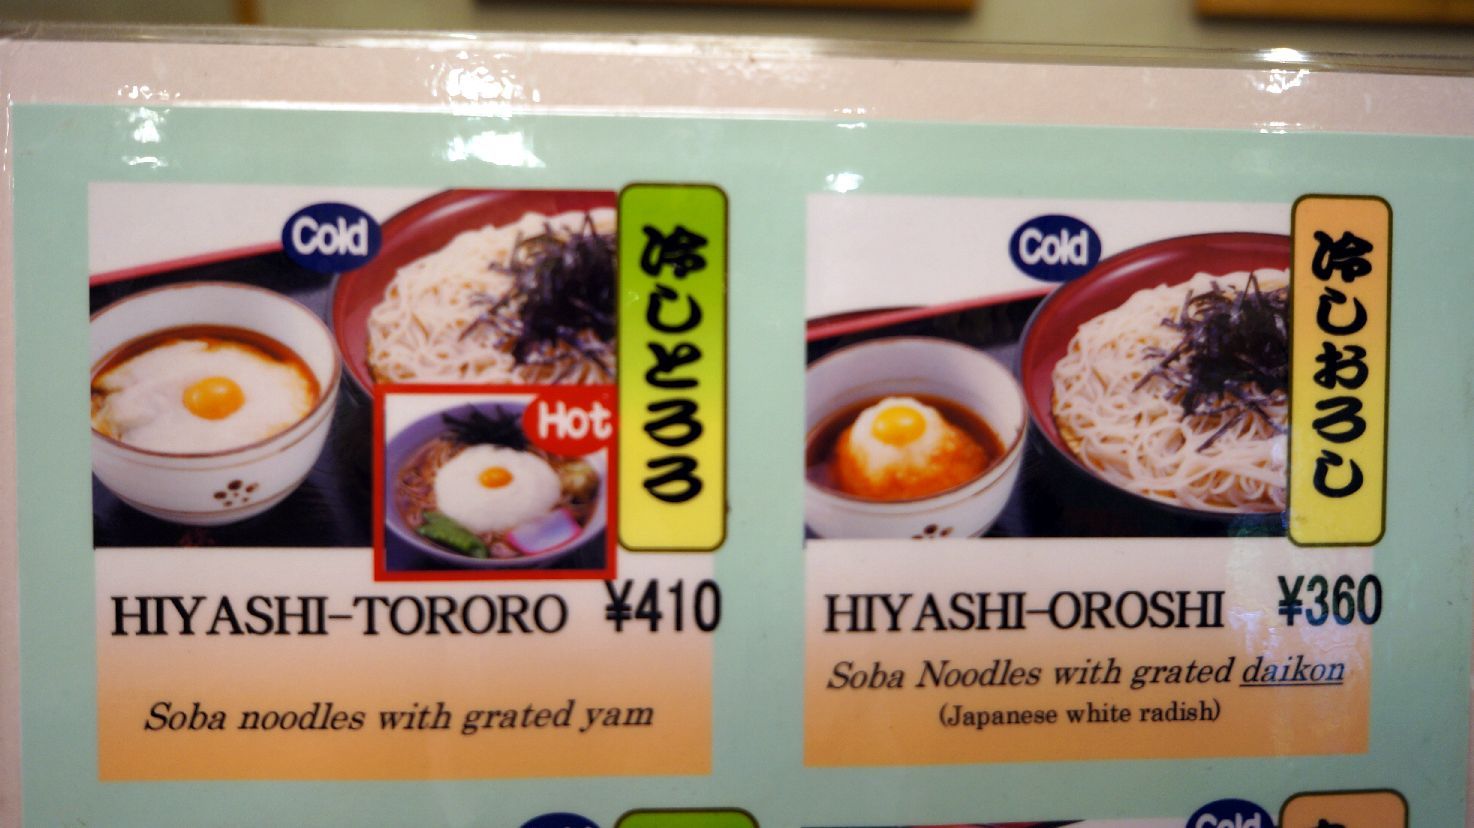 Cold
冷しとろろ
Hot
HIYASHI-TORORO ¥410
Soba noodles with grated yam
Cold
冷しおろし
HIYASHI-OROSHI ¥360
Soba Noodles with grated daikon
(Japanese white radish)
Cold